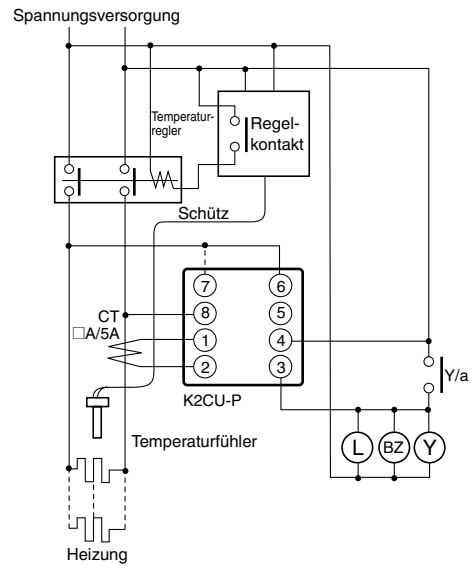 Spannungsversorgung
Temperatur-
regler
Regel-
kontakt
Schütz
7
6
CT
8
5
□A/5A
1
4
2
3
Y/a
K2CU-P
Temperaturfühler
L
BZ
Y
Heizung